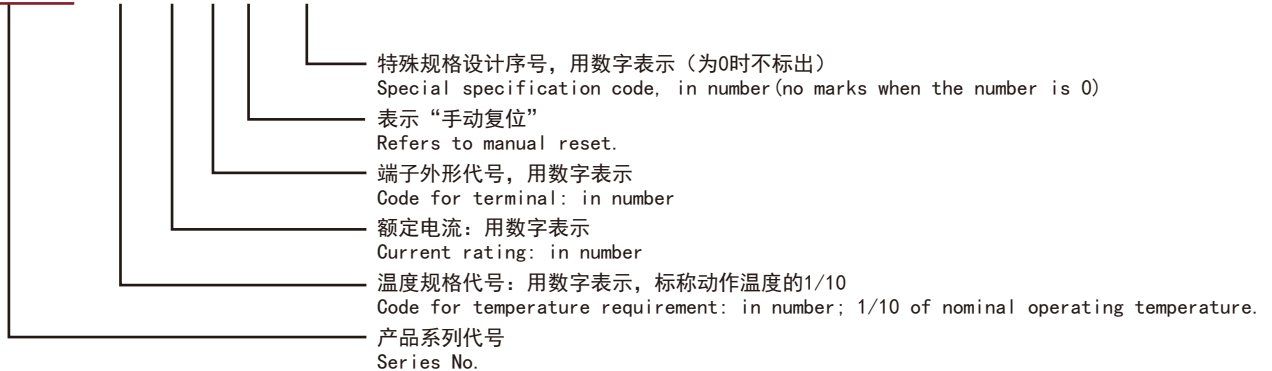 特殊规格设计序号，用数字表示（为0时不标出）
Special specification code, in number(no marks when the number is 0)
表示“手动复位”
Refers to manual reset.
端子外形代号，用数字表示
Code for terminal: in number
额定电流：用数字表示
Current rating: in number
温度规格代号：用数字表示，标称动作温度的1/10
Code for temperature requirement: in number; 1/10 of nominal operating temperature.
产品系列代号
Series No.